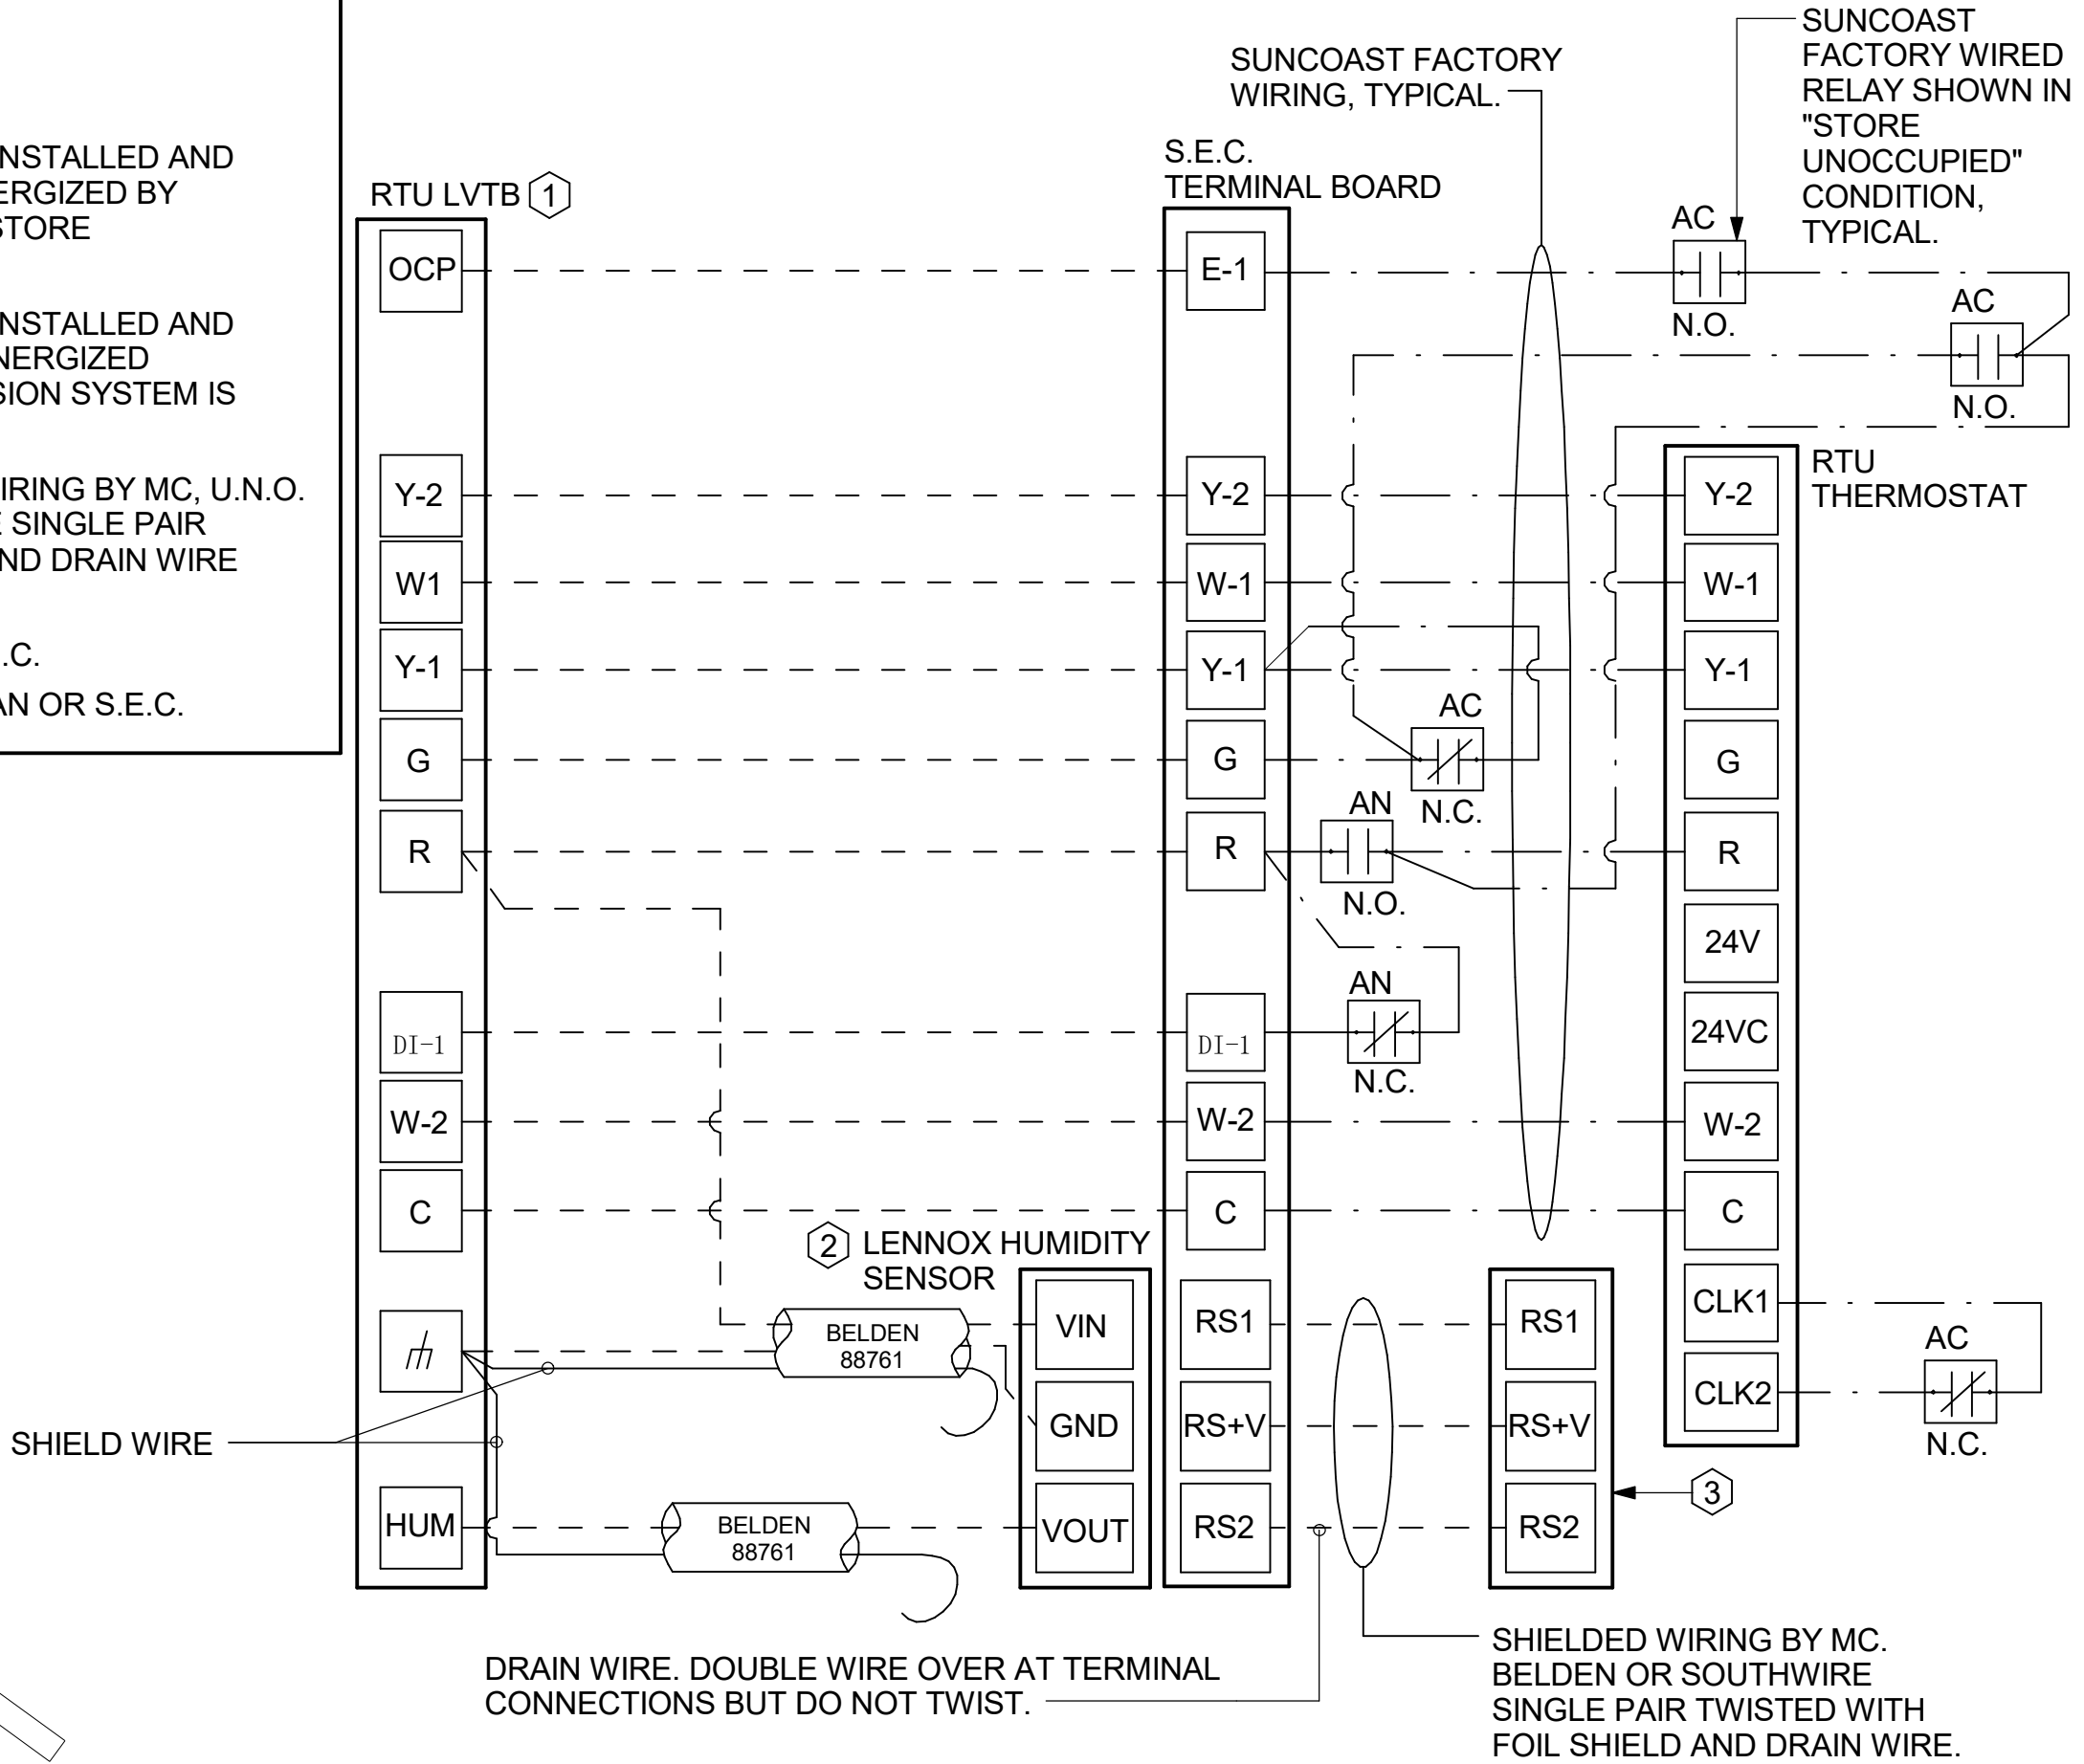 INSTALLED AND
ERGIZED BY
STORE
INSTALLED AND
NERGIZED
SION SYSTEM IS
IRING BY MC, U.N.O.
E SINGLE PAIR
ND DRAIN WIRE
.C.
AN OR S.E.C.
RTU LVTB 1
OCP
Y-2
W1
Y-1
G
R
DI-1
W-2
C
HUM
SHIELD WIRE
BELDEN
88761
BELDEN
88761
2 LENNOX HUMIDITY
SENSOR
VIN
GND
VOUT
S.E.C.
TERMINAL BOARD
E-1
Y-2
W-1
Y-1
G
R
DI-1
W-2
C
RS1
RS+V
RS2
SUNCOAST FACTORY
WIRING, TYPICAL.
SUNCOAST
FACTORY WIRED
RELAY SHOWN IN
"STORE
UNOCCUPIED"
CONDITION,
TYPICAL.
AC
N.O.
AC
N.O.
AC
N.C.
AN
N.O.
AN
N.C.
RTU
THERMOSTAT
Y-2
W-1
Y-1
G
R
24V
24VC
W-2
C
CLK1
CLK2
AC
N.C.
RS1
RS+V
RS2
3
DRAIN WIRE. DOUBLE WIRE OVER AT TERMINAL
CONNECTIONS BUT DO NOT TWIST.
SHIELDED WIRING BY MC.
BELDEN OR SOUTHWIRE
SINGLE PAIR TWISTED WITH
FOIL SHIELD AND DRAIN WIRE.